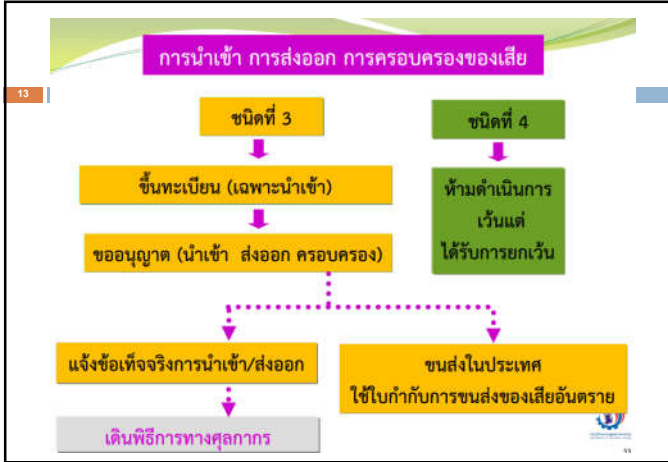 การนำเข้า การส่งออก การครอบครองของเสีย
13
ชนิดที่ 3
ชนิดที่ 4
ขึ้นทะเบียน (เฉพาะนำเข้า)
ห้ามดำเนินการ
เว้นแต่
ได้รับการยกเว้น
ขออนุญาต (นำเข้า ส่งออก ครอบครอง)
แจ้งข้อเท็จจริงการนำเข้า/ส่งออก
ขนส่งในประเทศ
ใช้ใบกำกับการขนส่งของเสียอันตราย
เดินพิธีการทางศุลกากร